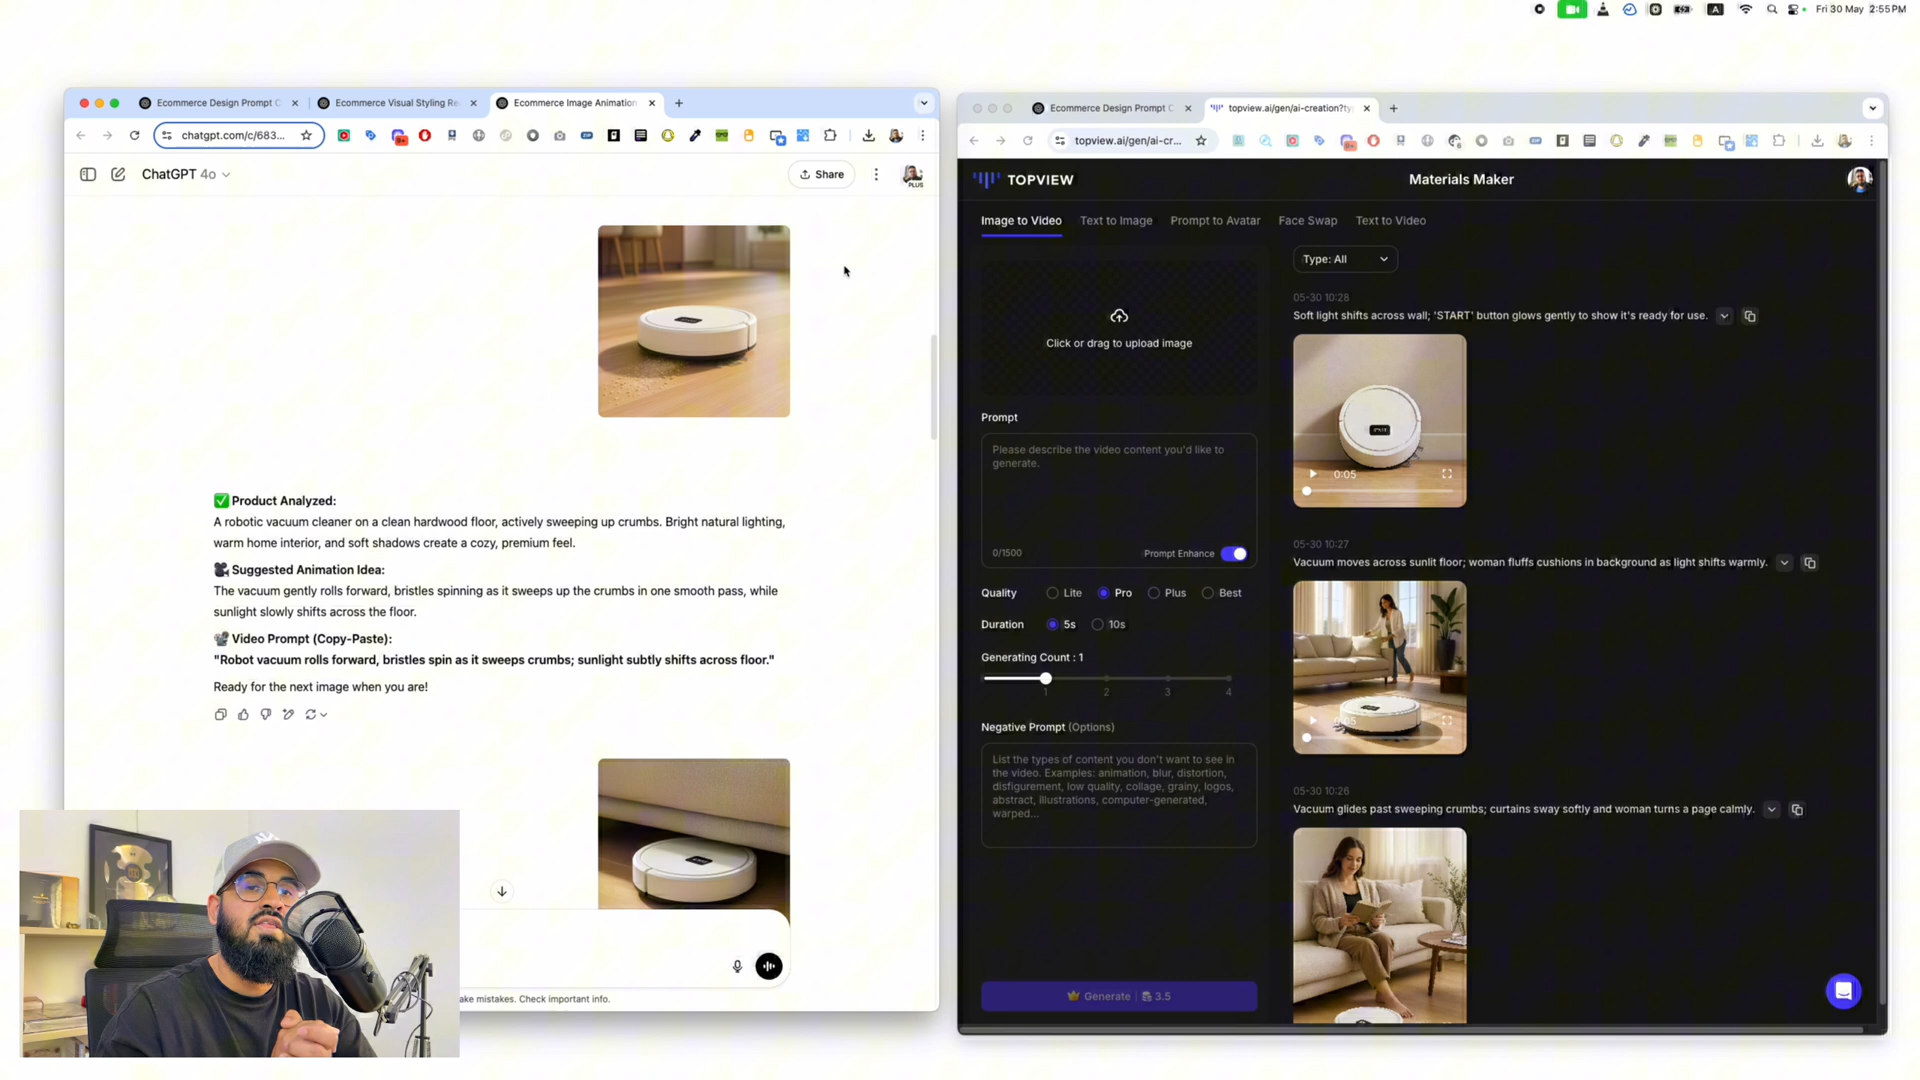 Fri 30 May 2:55PM
Ecommerce Design Prompt C
Ecommerce Visual Styling Re
Ecommerce Image Animation
chatgpt.com/c/683...
ChatGPT 4o
Share
PLUS
✅ Product Analyzed:
A robotic vacuum cleaner on a clean hardwood floor, actively sweeping up crumbs. Bright natural lighting,
warm home interior, and soft shadows create a cozy, premium feel.
Suggested Animation Idea:
The vacuum gently rolls forward, bristles spinning as it sweeps up the crumbs in one smooth pass, while
sunlight slowly shifts across the floor.
Video Prompt (Copy-Paste):
"Robot vacuum rolls forward, bristles spin as it sweeps crumbs; sunlight subtly shifts across floor."
Ready for the next image when you are!
ake mistakes. Check important info.
Ecommerce Design Prompt C
topview.ai/gen/ai-creation?ty
topview.ai/gen/ai-cr...
TOPVIEW
Materials Maker
Image to Video
Text to Image
Prompt to Avatar
Face Swap
Text to Video
Click or drag to upload image
Prompt
Please describe the video content you'd like to
generate.
0/1500
Prompt Enhance
Quality
Lite
Pro
Plus
Best
Duration
5s
10s
Generating Count : 1
1 2 3 4
Negative Prompt (Options)
List the types of content you don't want to see in
the video. Examples: animation, blur, distortion,
disfigurement, low quality, collage, grainy, logos,
abstract, illustrations, computer-generated,
warped...
Generate | 3.5
Type: All
05-30 10:28
Soft light shifts across wall; 'START' button glows gently to show it's ready for use.
0:05
05-30 10:27
Vacuum moves across sunlit floor; woman fluffs cushions in background as light shifts warmly.
0:05
05-30 10:26
Vacuum glides past sweeping crumbs; curtains sway softly and woman turns a page calmly.